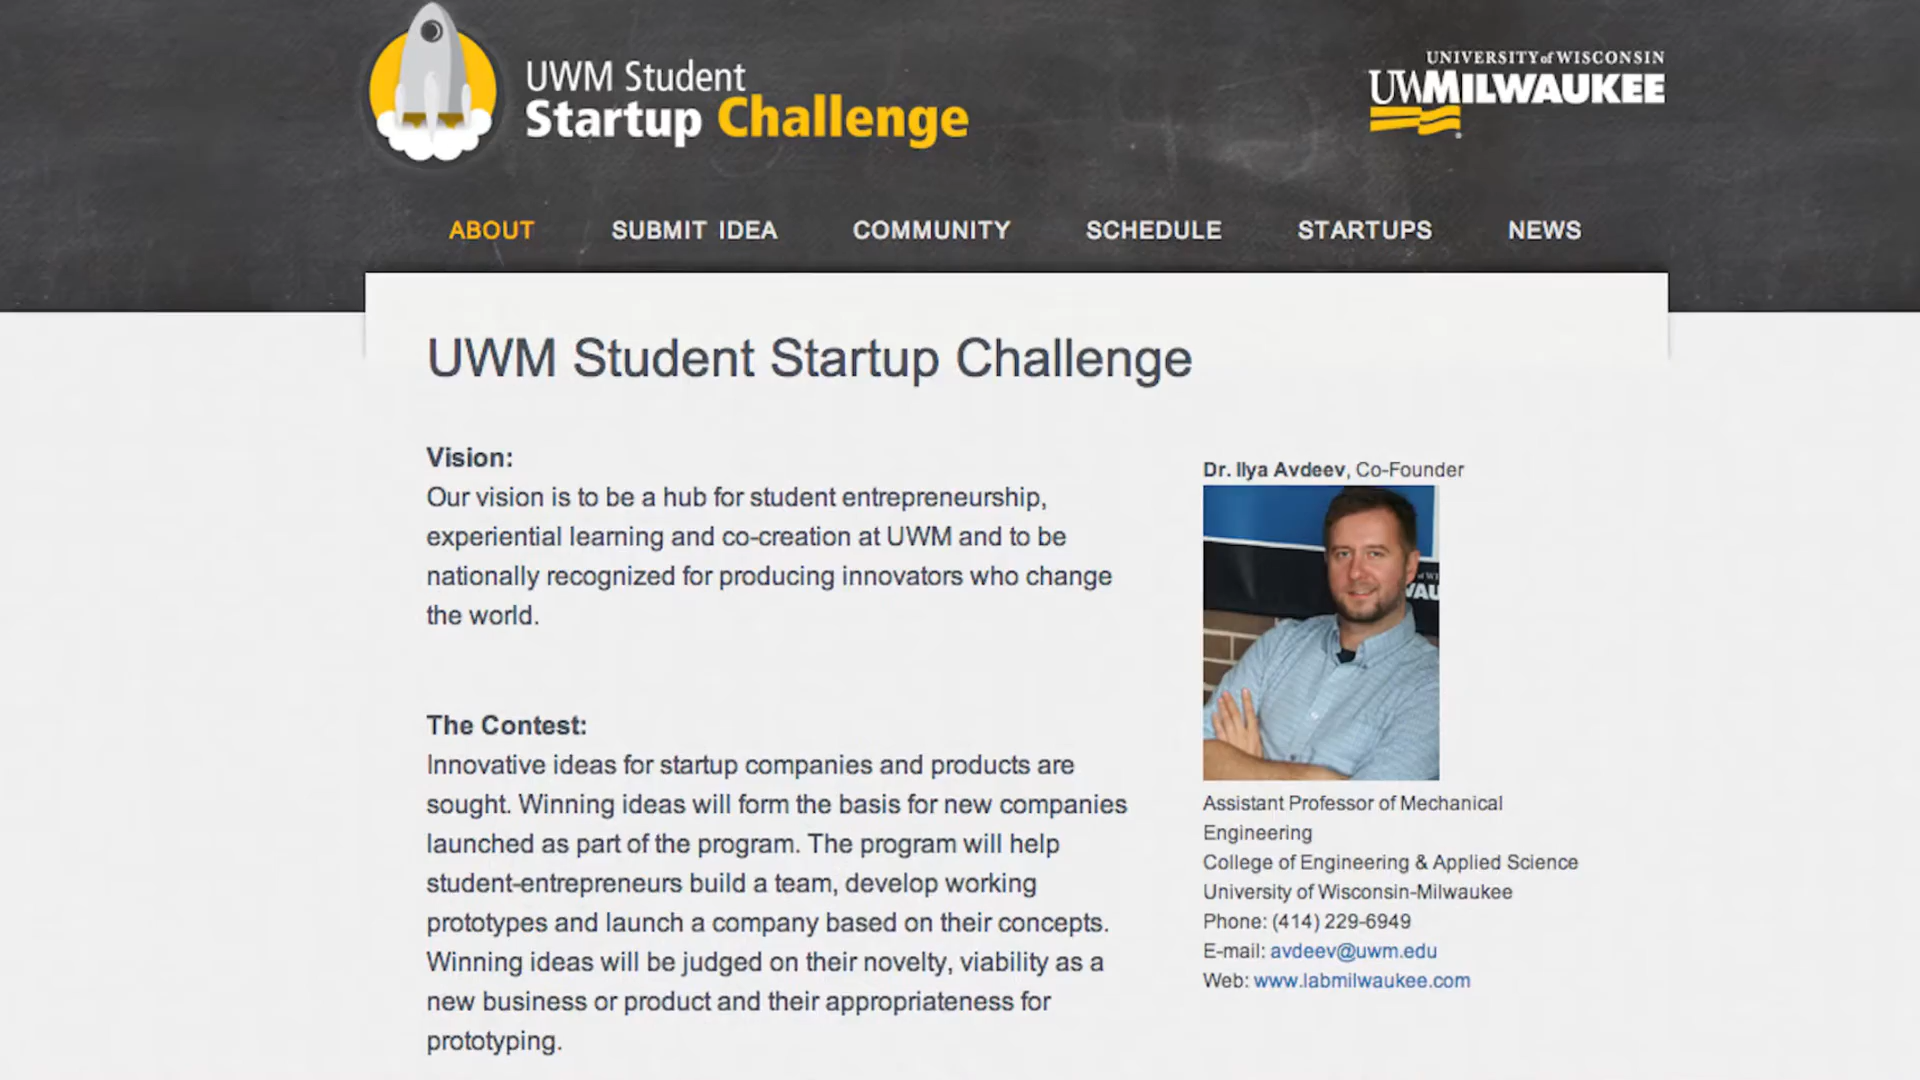 UWM Student
Startup Challenge
UNIVERSITY of WISCONSIN
UWMILWAUKEE
ABOUT SUBMIT IDEA COMMUNITY SCHEDULE STARTUPS NEWS
UWM Student Startup Challenge
Vision:
Our vision is to be a hub for student entrepreneurship,
experiential learning and co-creation at UWM and to be
nationally recognized for producing innovators who change
the world.
The Contest:
Innovative ideas for startup companies and products are
sought. Winning ideas will form the basis for new companies
launched as part of the program. The program will help
student-entrepreneurs build a team, develop working
prototypes and launch a company based on their concepts.
Winning ideas will be judged on their novelty, viability as a
new business or product and their appropriateness for
prototyping.
Dr. Ilya Avdeev, Co-Founder
Assistant Professor of Mechanical
Engineering
College of Engineering & Applied Science
University of Wisconsin-Milwaukee
Phone: (414) 229-6949
E-mail: avdeev@uwm.edu
Web: www.labmilwaukee.com